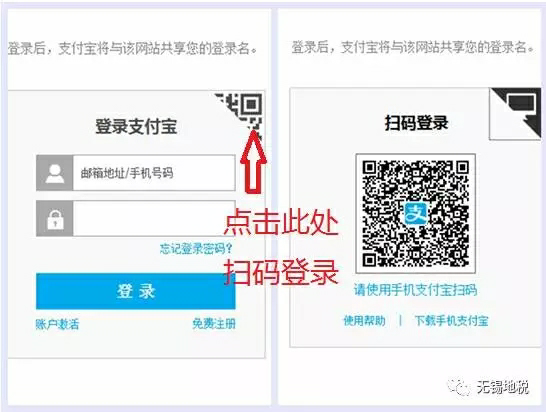 登录后，支付宝将与该网站共享您的登录名。
登录支付宝
邮箱地址/手机号码
忘记登录密码?
登 录
账户激活
免费注册
点击此处
扫码登录
登录后，支付宝将与该网站共享您的登录名。
扫码登录
支
请使用手机支付宝扫码
使用帮助 | 下载手机支付宝
无锡地税